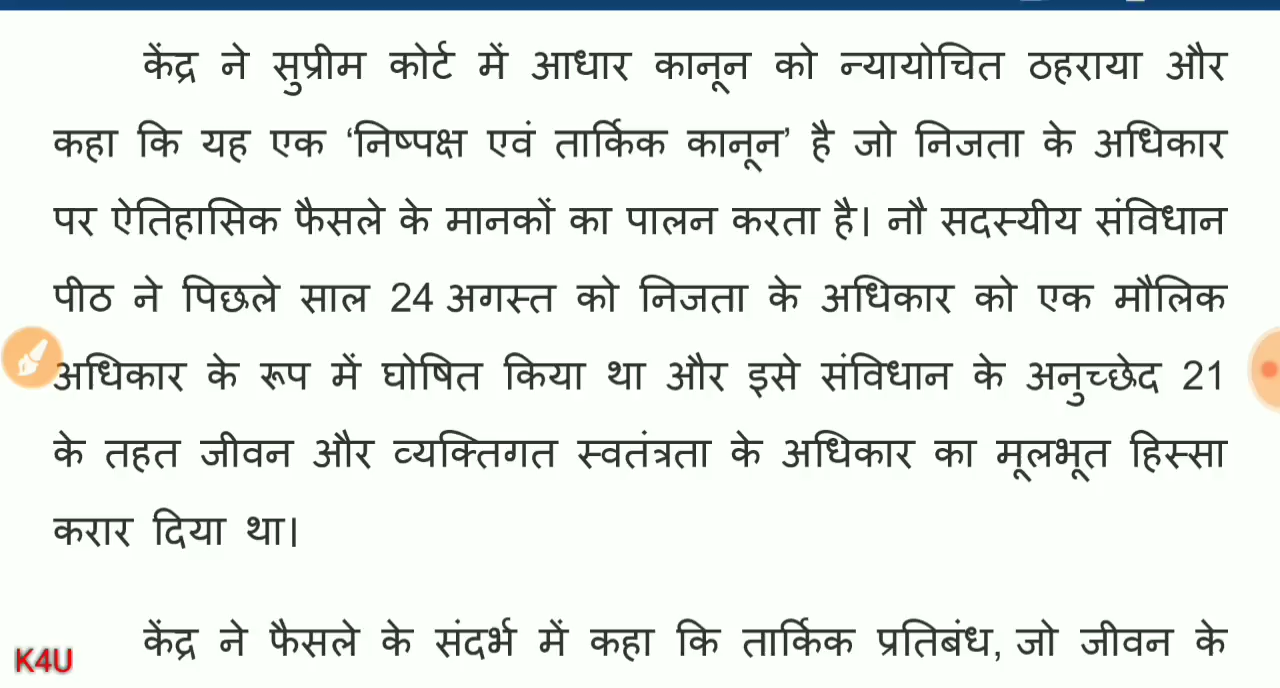 केंद्र ने सुप्रीम कोर्ट में आधार कानून को न्यायोचित ठहराया और
कहा कि यह एक ‘निष्पक्ष एवं तार्किक कानून’ है जो निजता के अधिकार
पर ऐतिहासिक फैसले के मानकों का पालन करता है। नौ सदस्यीय संविधान
पीठ ने पिछले साल 24 अगस्त को निजता के अधिकार को एक मौलिक
अधिकार के रूप में घोषित किया था और इसे संविधान के अनुच्छेद 21
के तहत जीवन और व्यक्तिगत स्वतंत्रता के अधिकार का मूलभूत हिस्सा
करार दिया था।
केंद्र ने फैसले के संदर्भ में कहा कि तार्किक प्रतिबंध, जो जीवन के
K4U